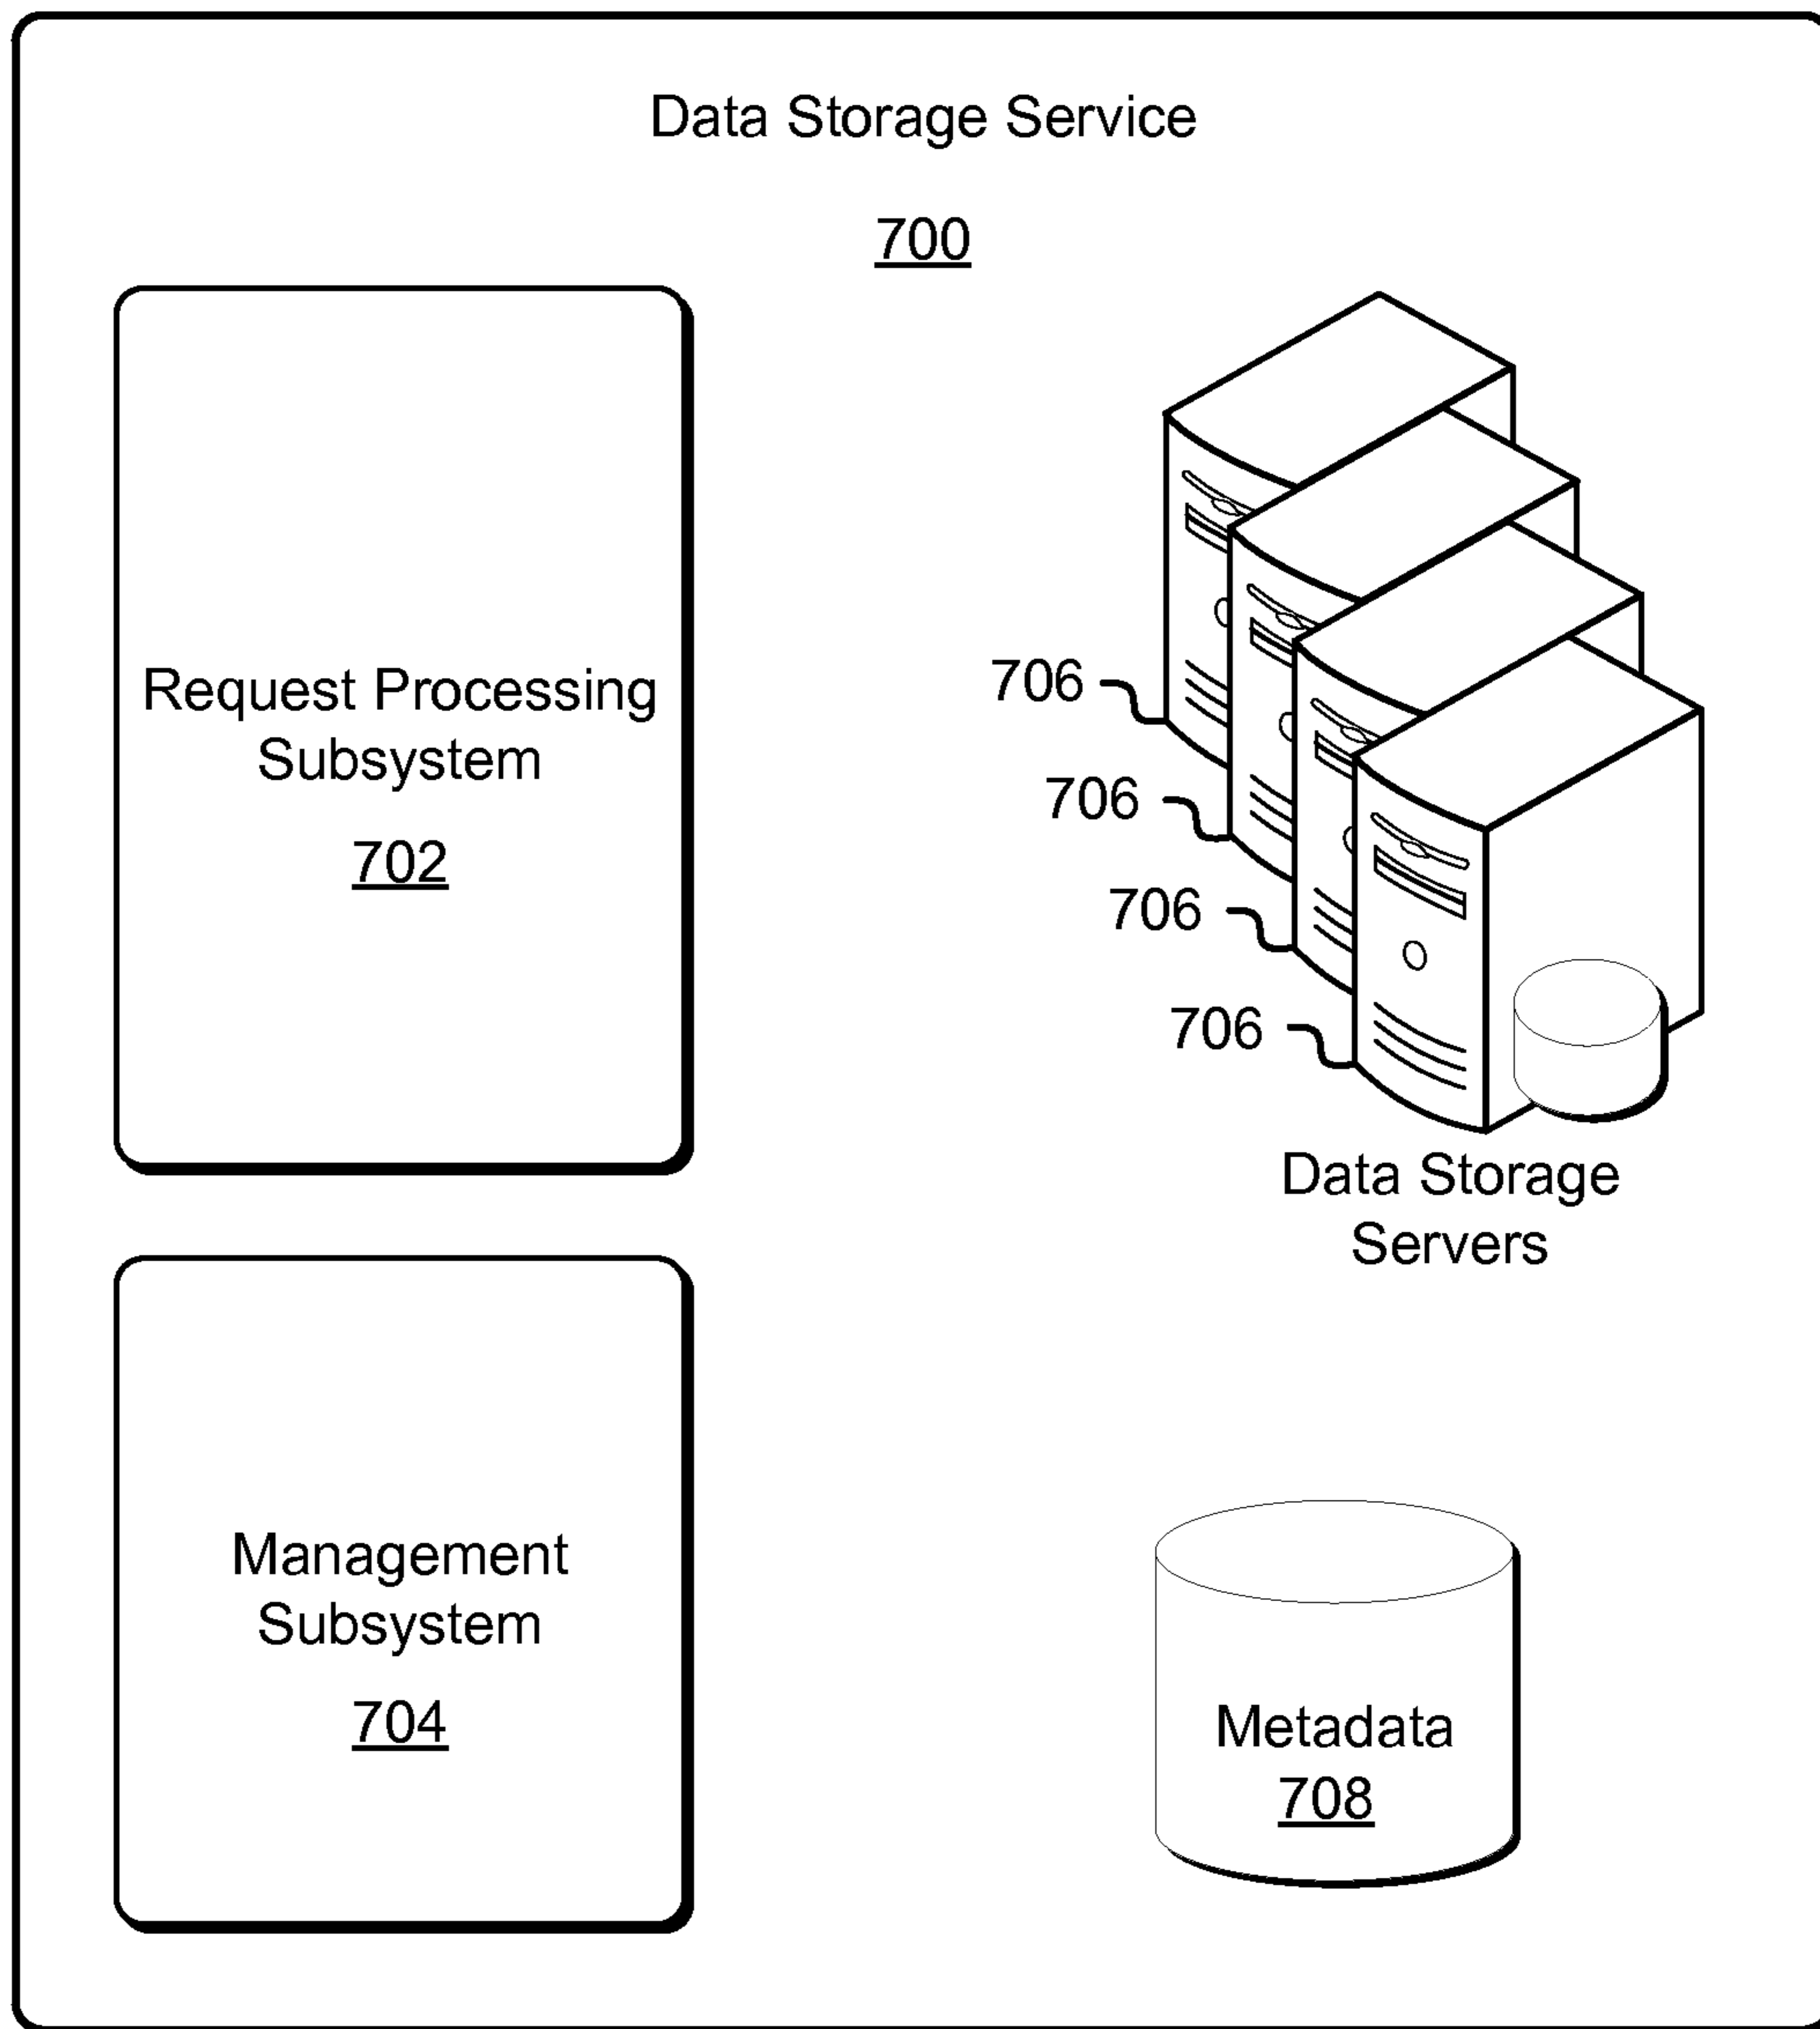 Data Storage Service
700
Request Processing
Subsystem
702
706
706
706
706
Data Storage
Servers
Management
Subsystem
704
Metadata
708